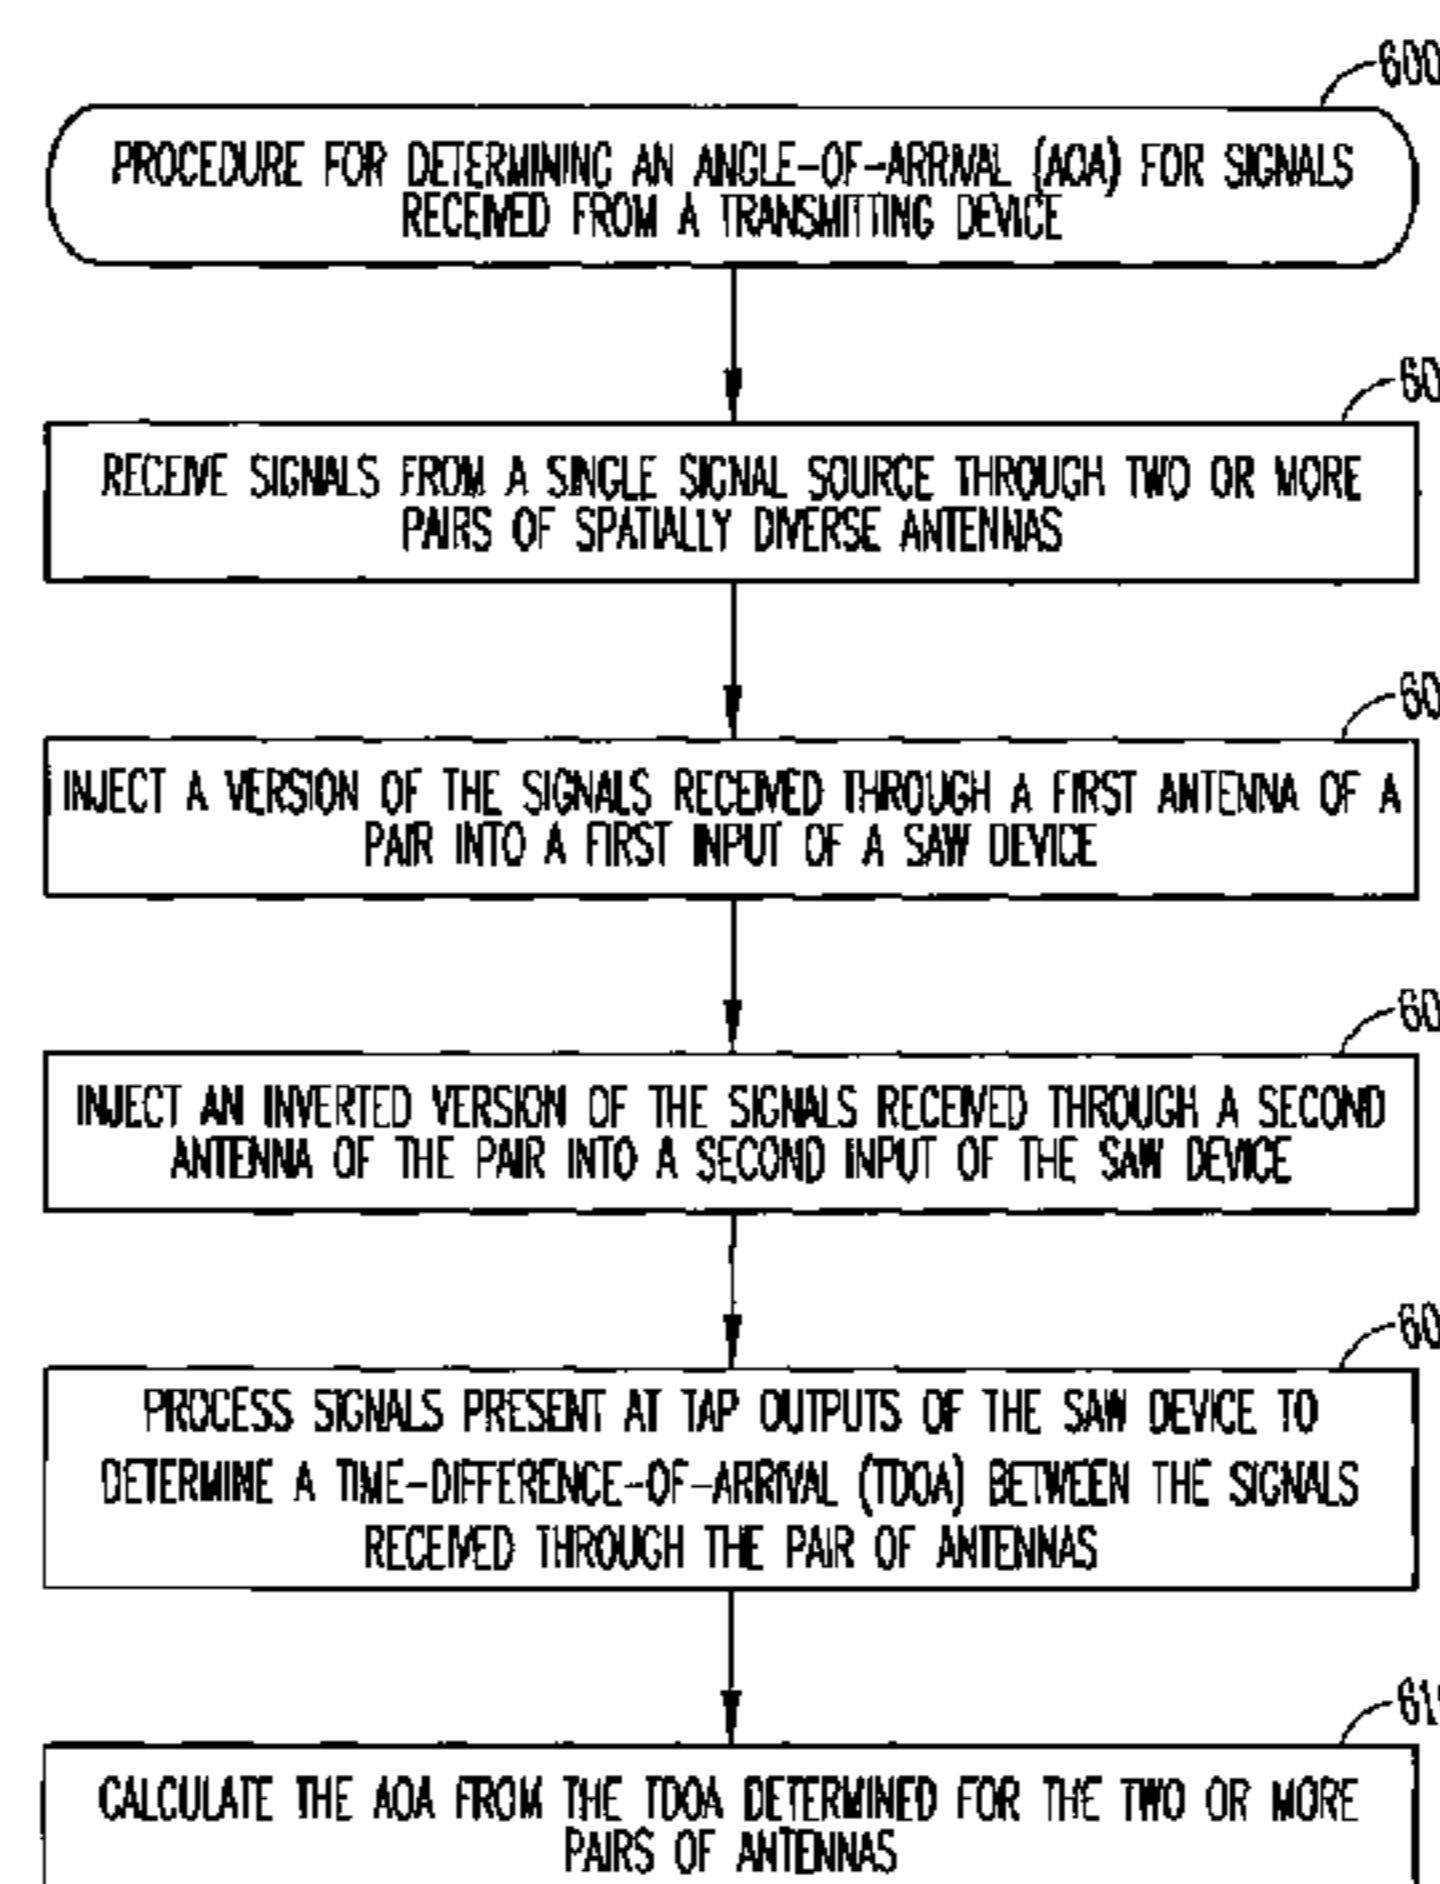 600
PROCEDURE FOR DETERMINING AN ANGLE-OF-ARRIVAL (AOA) FOR SIGNALS
RECEIVED FROM A TRANSMITTING DEVICE
60
RECEIVE SIGNALS FROM A SINGLE SIGNAL SOURCE THROUGH TWO OR MORE
PAIRS OF SPATIALLY DIVERSE ANTENNAS
60
INJECT A VERSION OF THE SIGNALS RECEIVED THROUGH A FIRST ANTENNA OF A
PAIR INTO A FIRST INPUT OF A SAW DEVICE
60
INJECT AN INVERTED VERSION OF THE SIGNALS RECEIVED THROUGH A SECOND
ANTENNA OF THE PAIR INTO A SECOND INPUT OF THE SAW DEVICE
60
PROCESS SIGNALS PRESENT AT TAP OUTPUTS OF THE SAW DEVICE TO
DETERMINE A TIME-DIFFERENCE-OF-ARRIVAL (TDOA) BETWEEN THE SIGNALS
RECEIVED THROUGH THE PAIR OF ANTENNAS
61
CALCULATE THE AOA FROM THE TDOA DETERMINED FOR THE TWO OR MORE
PAIRS OF ANTENNAS